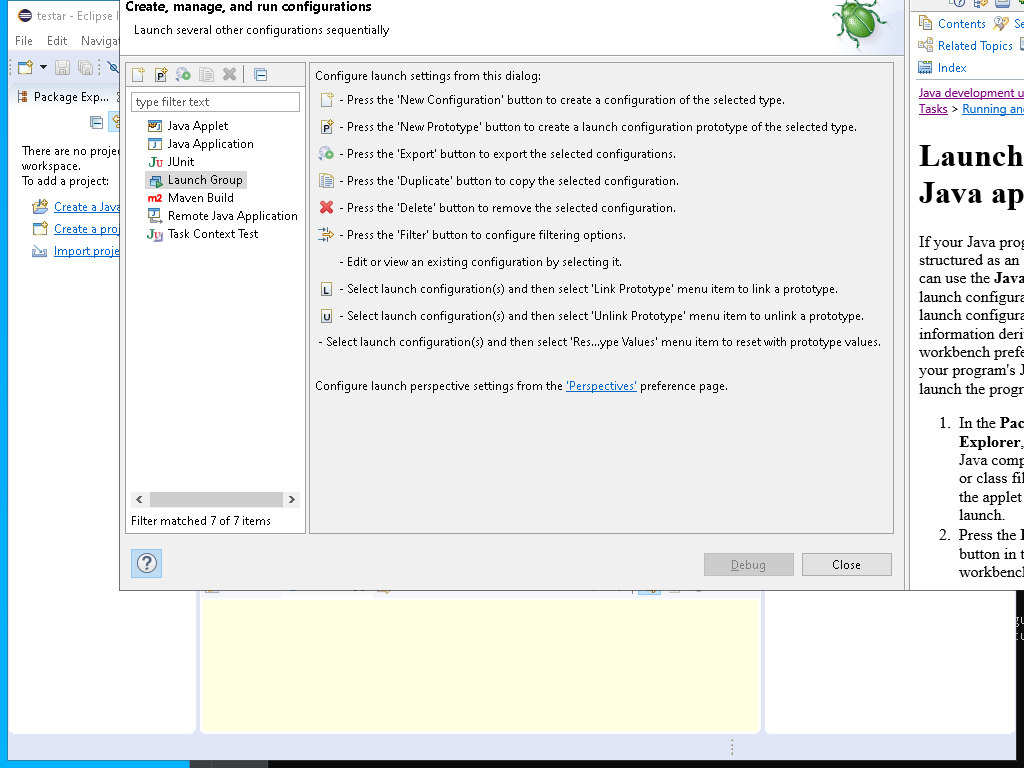 testar - Eclipse I
File Edit Naviga
Package Exp...
There are no proje
workspace.
To add a project:
Create a Java
Create a proj
Import proje
Create, manage, and run configurations
Launch several other configurations sequentially
type filter text
Java Applet
Java Application
Ju JUnit
Launch Group
m2 Maven Build
Remote Java Application
Ju Task Context Test
Filter matched 7 of 7 items
Configure launch settings from this dialog:
- Press the 'New Configuration' button to create a configuration of the selected type.
P - Press the 'New Prototype' button to create a launch configuration prototype of the selected type.
- Press the 'Export' button to export the selected configurations.
- Press the 'Duplicate' button to copy the selected configuration.
- Press the 'Delete' button to remove the selected configuration.
- Press the 'Filter' button to configure filtering options.
- Edit or view an existing configuration by selecting it.
L - Select launch configuration(s) and then select 'Link Prototype' menu item to link a prototype.
U - Select launch configuration(s) and then select 'Unlink Prototype' menu item to unlink a prototype.
- Select launch configuration(s) and then select 'Res...ype Values' menu item to reset with prototype values.
Configure launch perspective settings from the 'Perspectives' preference page.
?
Debug
Close
Contents Se
Related Topics
Index
Java development u
Tasks > Running and
Launch
Java ap
If your Java prog
structured as an
can use the Java
launch configura
launch configura
information deri
workbench prefe
your program's J
launch the progr
1. In the Pac
Explorer,
Java comp
or class fil
the applet
launch.
2. Press the
button in t
workbench